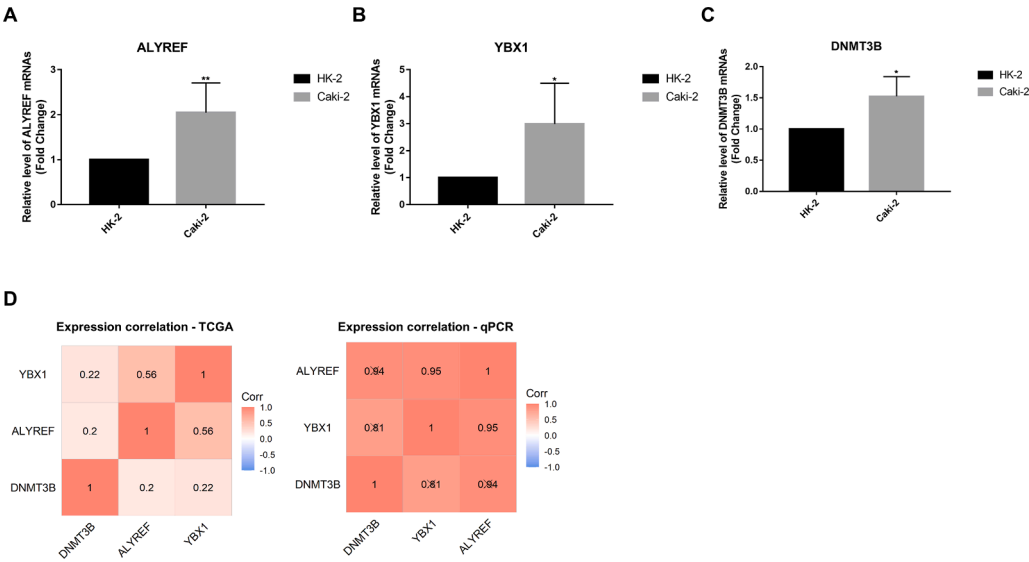 A
ALYREF
Relative level of ALYREF mRNAs
(Fold Change)
3
2
1
0
**
HK-2
Caki-2
HK-2
Caki-2
B
YBX1
Relative level of YBX1 mRNAs
(Fold Change)
5
4
3
2
1
0
*
HK-2
Caki-2
HK-2
Caki-2
C
DNMT3B
Relative level of DNMT3B mRNAs
(Fold Change)
2.0
1.5
1.0
0.5
0.0
*
HK-2
Caki-2
HK-2
Caki-2
D
Expression correlation - TCGA
YBX1
0.22 0.56 1
ALYREF
0.2 1 0.56
DNMT3B
1 0.2 0.22
DNMT3B
ALYREF
YBX1
Corr
1.0
0.5
0.0
-0.5
-1.0
Expression correlation - qPCR
ALYREF
0.94 0.95 1
YBX1
0.81 1 0.95
DNMT3B
1 0.81 0.94
DNMT3B
YBX1
ALYREF
Corr
1.0
0.5
0.0
-0.5
-1.0